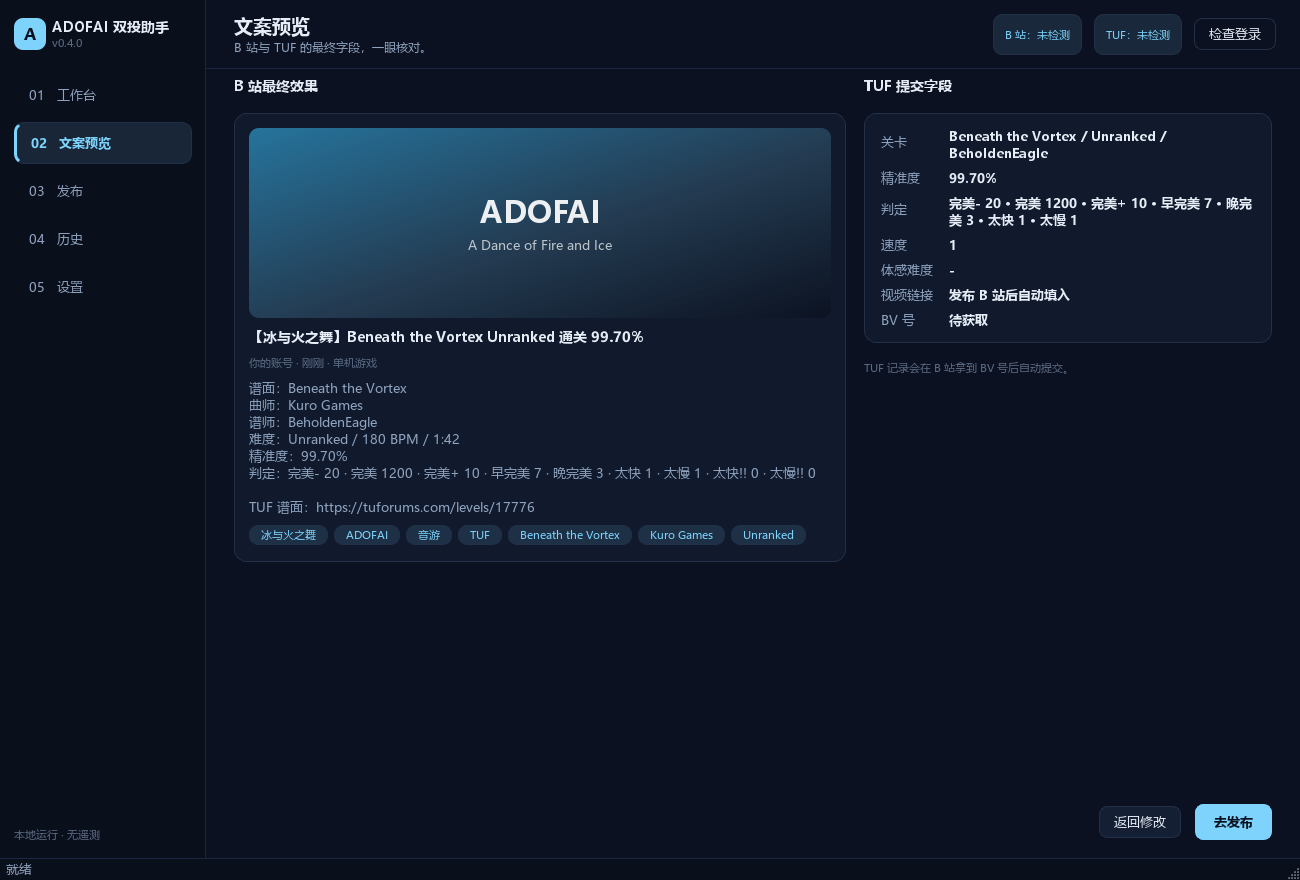 A
ADOFAI 双投助手
v0.4.0
01 工作台
02 文案预览
03 发布
04 历史
05 设置
本地运行 · 无遥测
就绪
文案预览
B 站与 TUF 的最终字段，一眼核对。
B 站：未检测
TUF：未检测
检查登录
B 站最终效果
ADOFAI
A Dance of Fire and Ice
【冰与火之舞】Beneath the Vortex Unranked 通关 99.70%
你的账号 · 刚刚 · 单机游戏
谱面：Beneath the Vortex
曲师：Kuro Games
谱师：BeholdenEagle
难度：Unranked / 180 BPM / 1:42
精准度：99.70%
判定：完美- 20 · 完美 1200 · 完美+ 10 · 早完美 7 · 晚完美 3 · 太快 1 · 太慢 1 · 太快!! 0 · 太慢!! 0
TUF 谱面：https://tuforums.com/levels/17776
冰与火之舞 ADOFAI 音游 TUF Beneath the Vortex Kuro Games Unranked
TUF 提交字段
关卡 Beneath the Vortex / Unranked /
BeholdenEagle
精准度 99.70%
判定 完美- 20 • 完美 1200 • 完美+ 10 • 早完美 7 • 晚完
美 3 • 太快 1 • 太慢 1
速度 1
体感难度 -
视频链接 发布 B 站后自动填入
BV 号 待获取
TUF 记录会在 B 站拿到 BV 号后自动提交。
返回修改
去发布